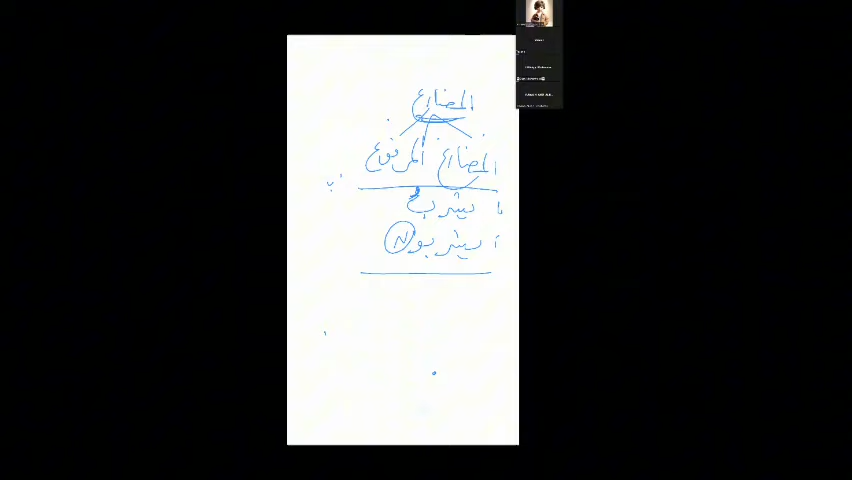 المضارع
المضارع المرفوع
يشرب
يشربون